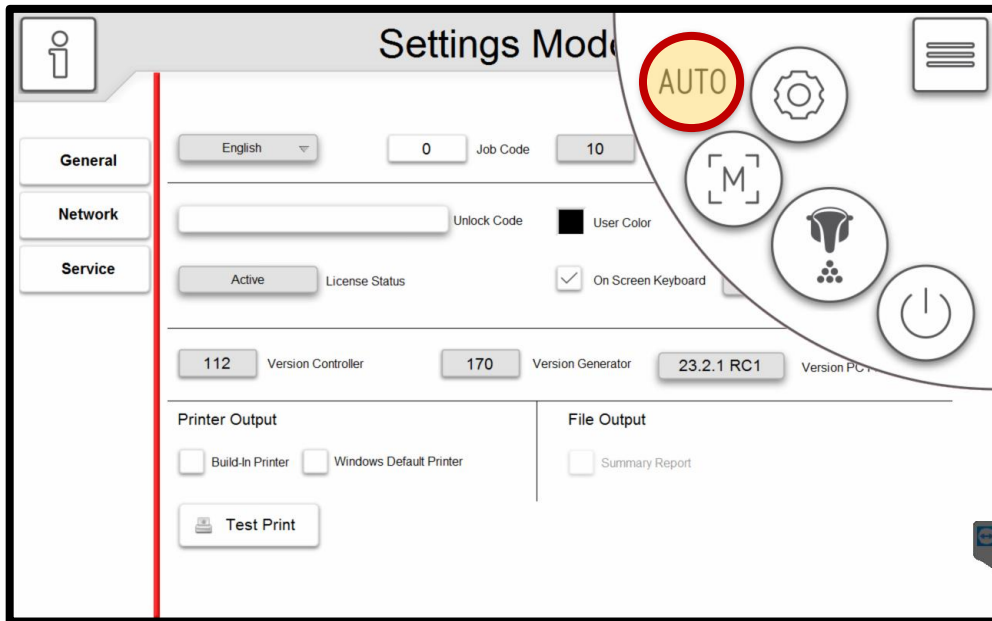 Settings Mode
AUTO
M
General
Network
Service
English
0 Job Code
10
Unlock Code
User Color
Active License Status
On Screen Keyboard
112 Version Controller
170 Version Generator
23.2.1 RC1 Version PC
Printer Output
File Output
Build-In Printer
Windows Default Printer
Summary Report
Test Print